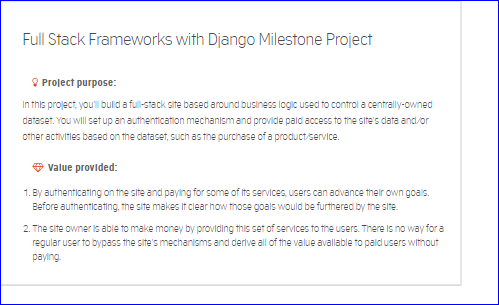 Full Stack Frameworks with Django Milestone Project
Project purpose:
In this project, you'll build a full-stack site based around business logic used to control a centrally-owned
dataset. You will set up an authentication mechanism and provide paid access to the site's data and/or
other activities based on the dataset, such as the purchase of a product/service.
Value provided:
1. By authenticating on the site and paying for some of its services, users can advance their own goals.
Before authenticating, the site makes it clear how those goals would be furthered by the site.
2. The site owner is able to make money by providing this set of services to the users. There is no way for a
regular user to bypass the site's mechanisms and derive all of the value available to paid users without
paying.